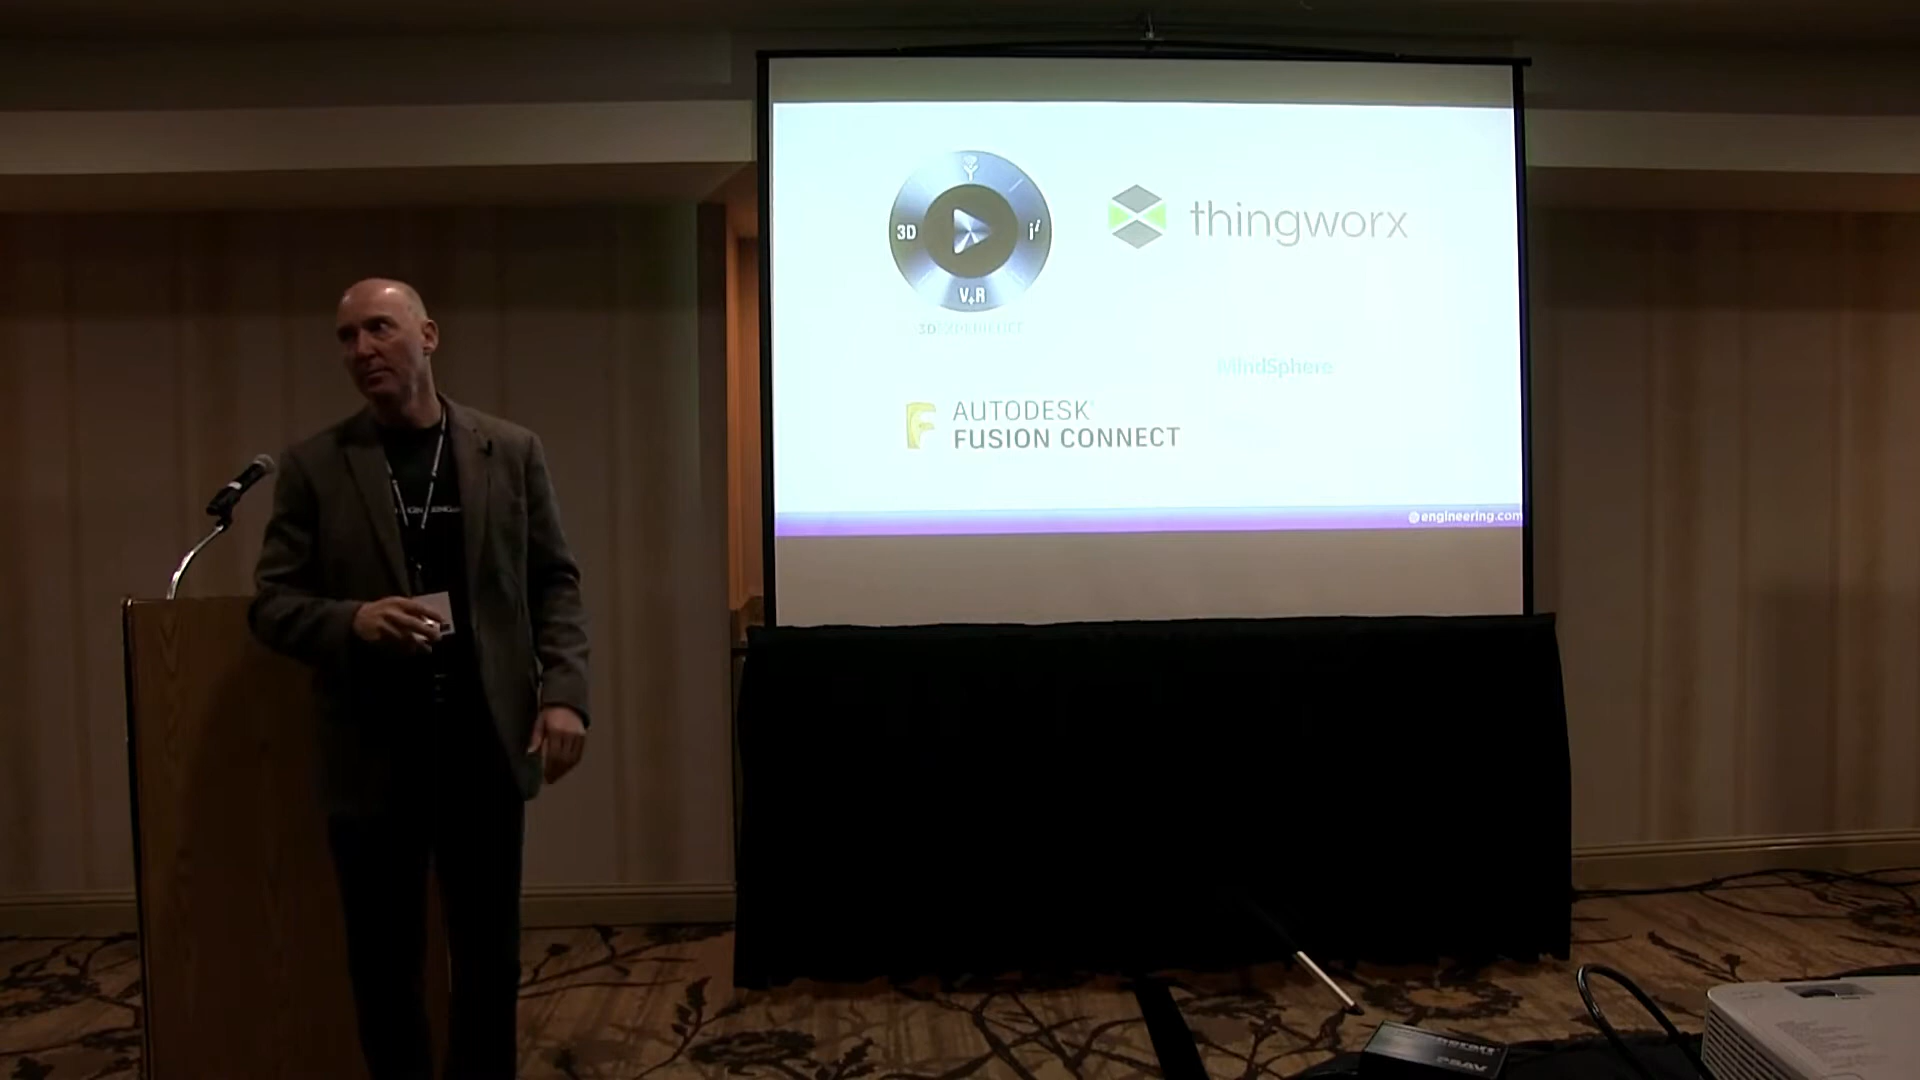 3D
i
V+R
thingworx
MindSphere
AUTODESK
FUSION CONNECT
engineering.com